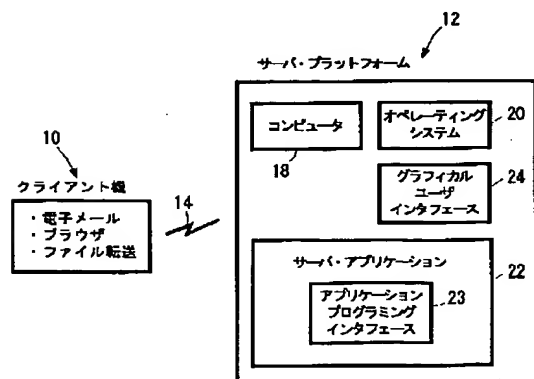 12
サーバ・プラットフォーム
コンピュータ
18
オペレーティング
システム
20
グラフィカル
ユーザ
インタフェース
24
10
クライアント機
・電子メール
・ブラウザ
・ファイル転送
14
サーバ・アプリケーション
22
アプリケーション
プログラミング
インタフェース
23